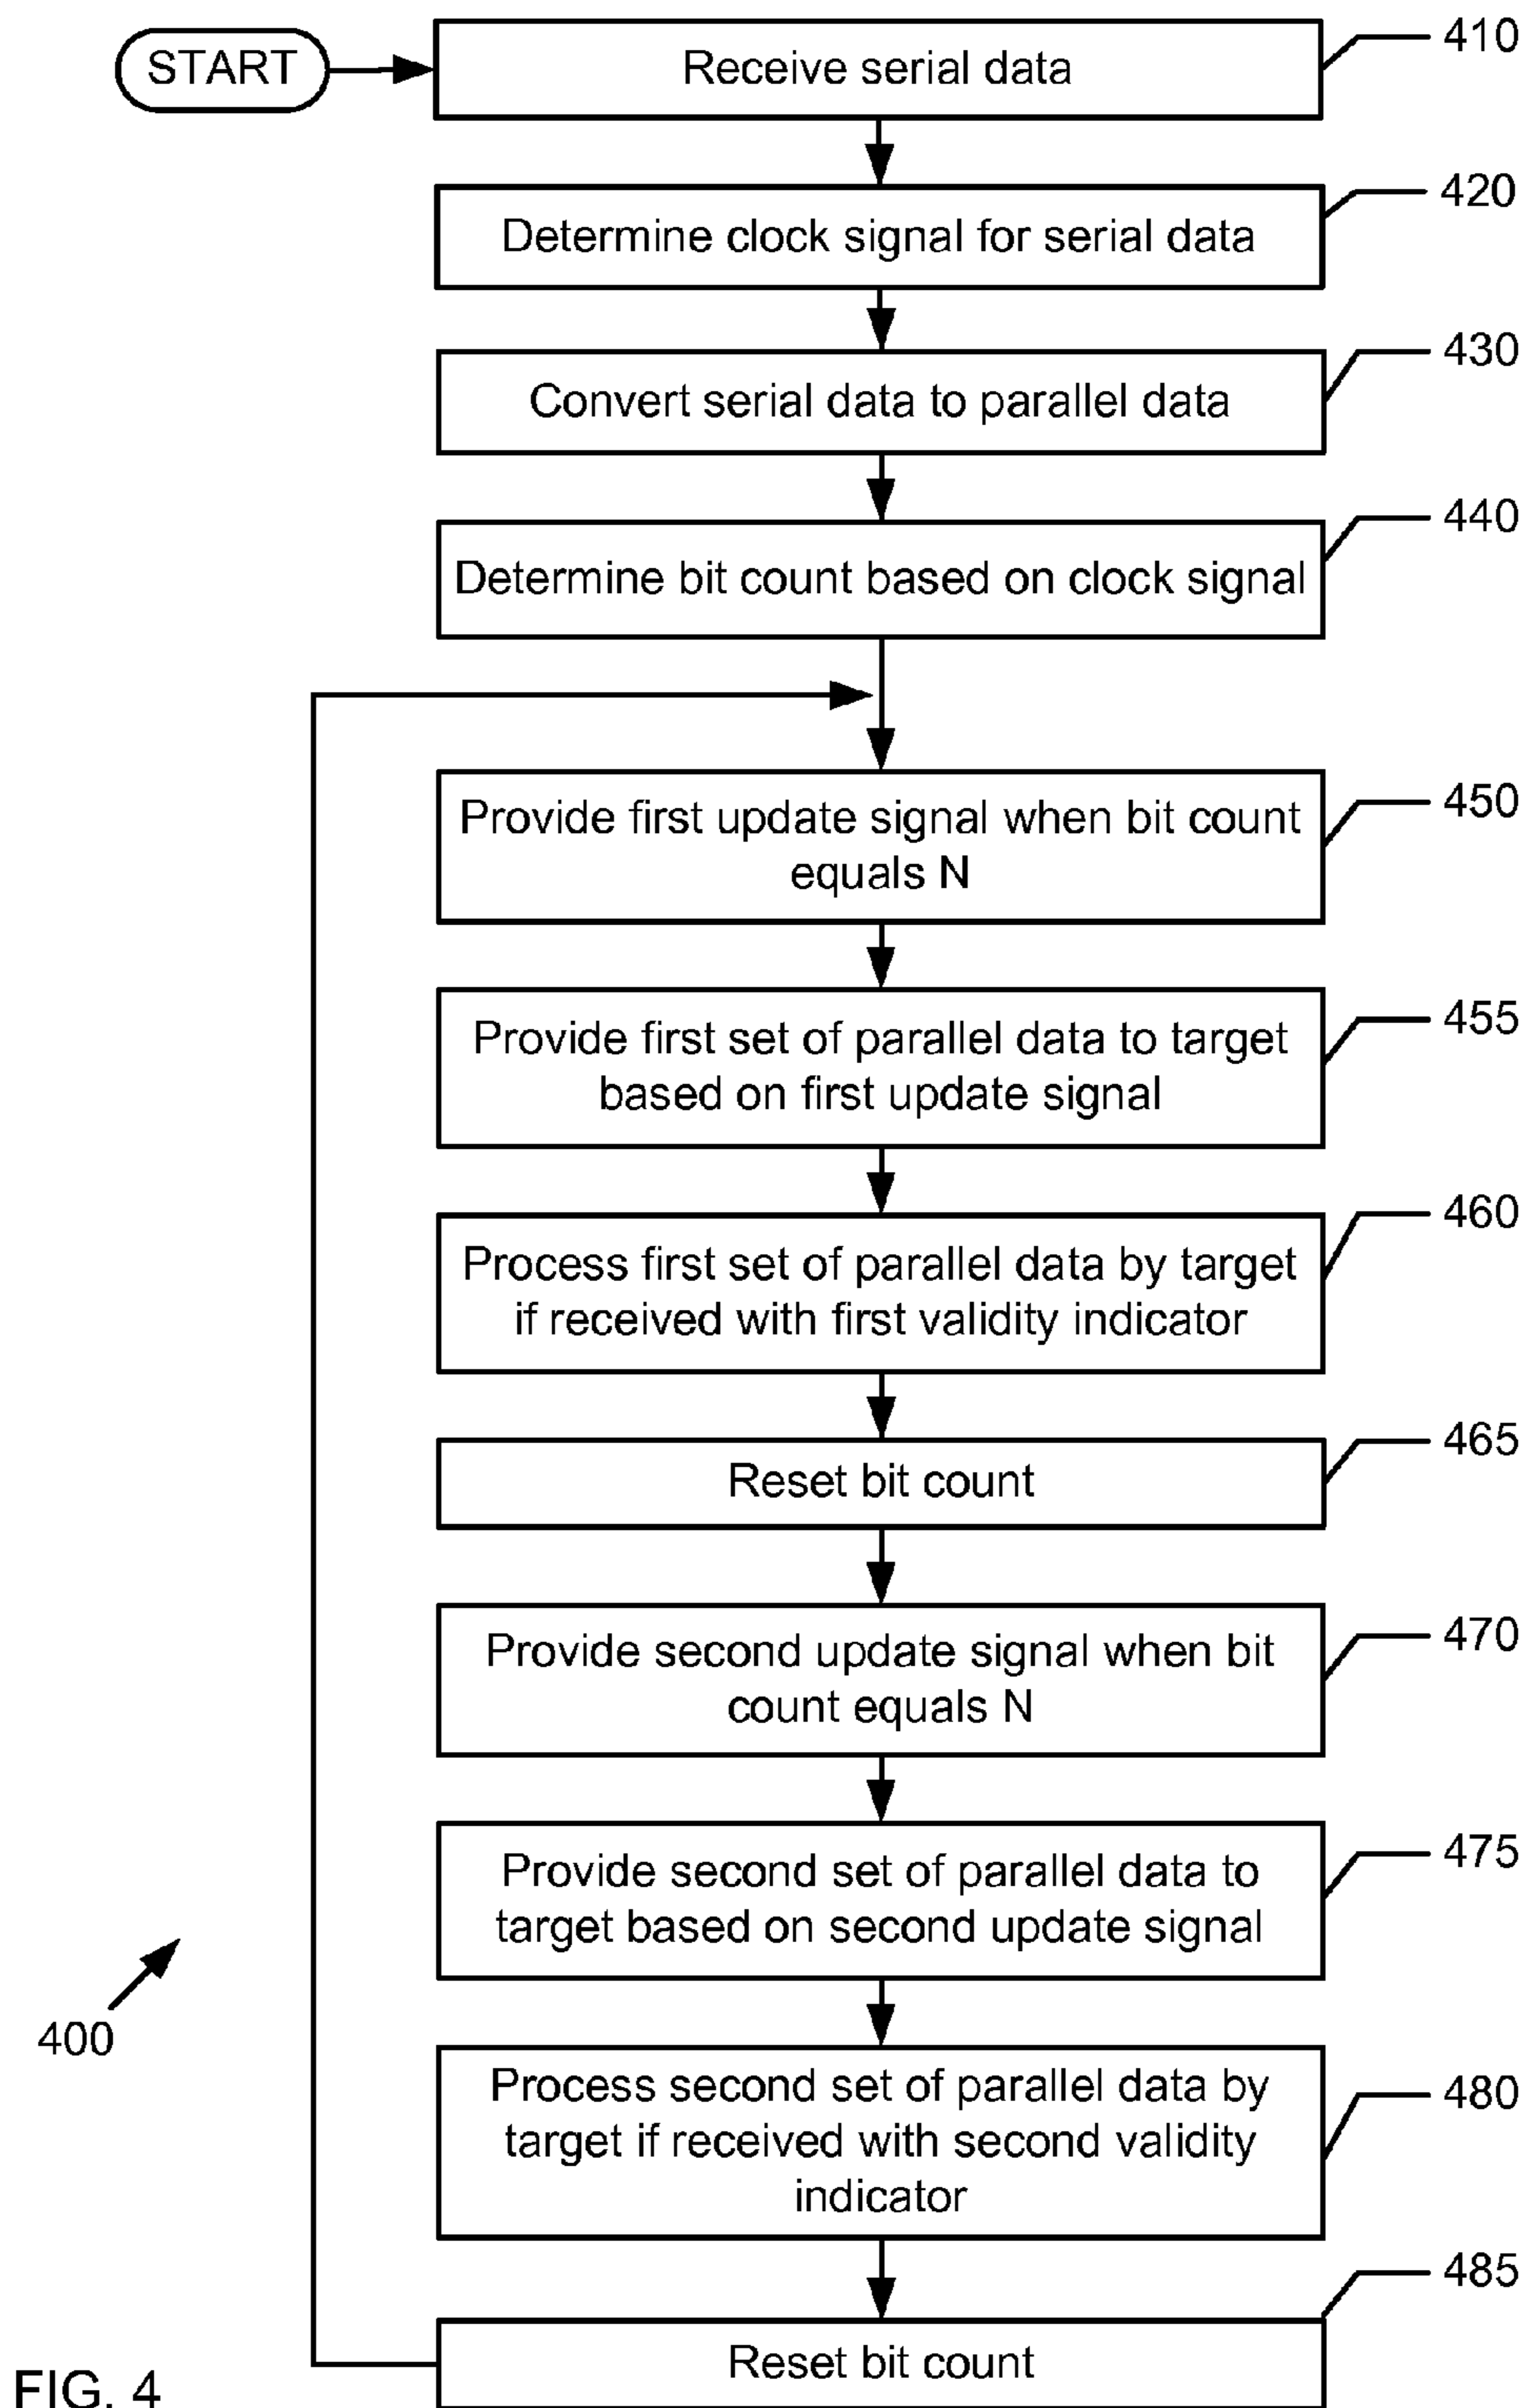 START
Receive serial data
410
Determine clock signal for serial data
420
Convert serial data to parallel data
430
Determine bit count based on clock signal
440
Provide first update signal when bit count
equals N
450
Provide first set of parallel data to target
based on first update signal
455
Process first set of parallel data by target
if received with first validity indicator
460
Reset bit count
465
Provide second update signal when bit
count equals N
470
Provide second set of parallel data to
target based on second update signal
475
400
Process second set of parallel data by
target if received with second validity
indicator
480
Reset bit count
485
FIG. 4